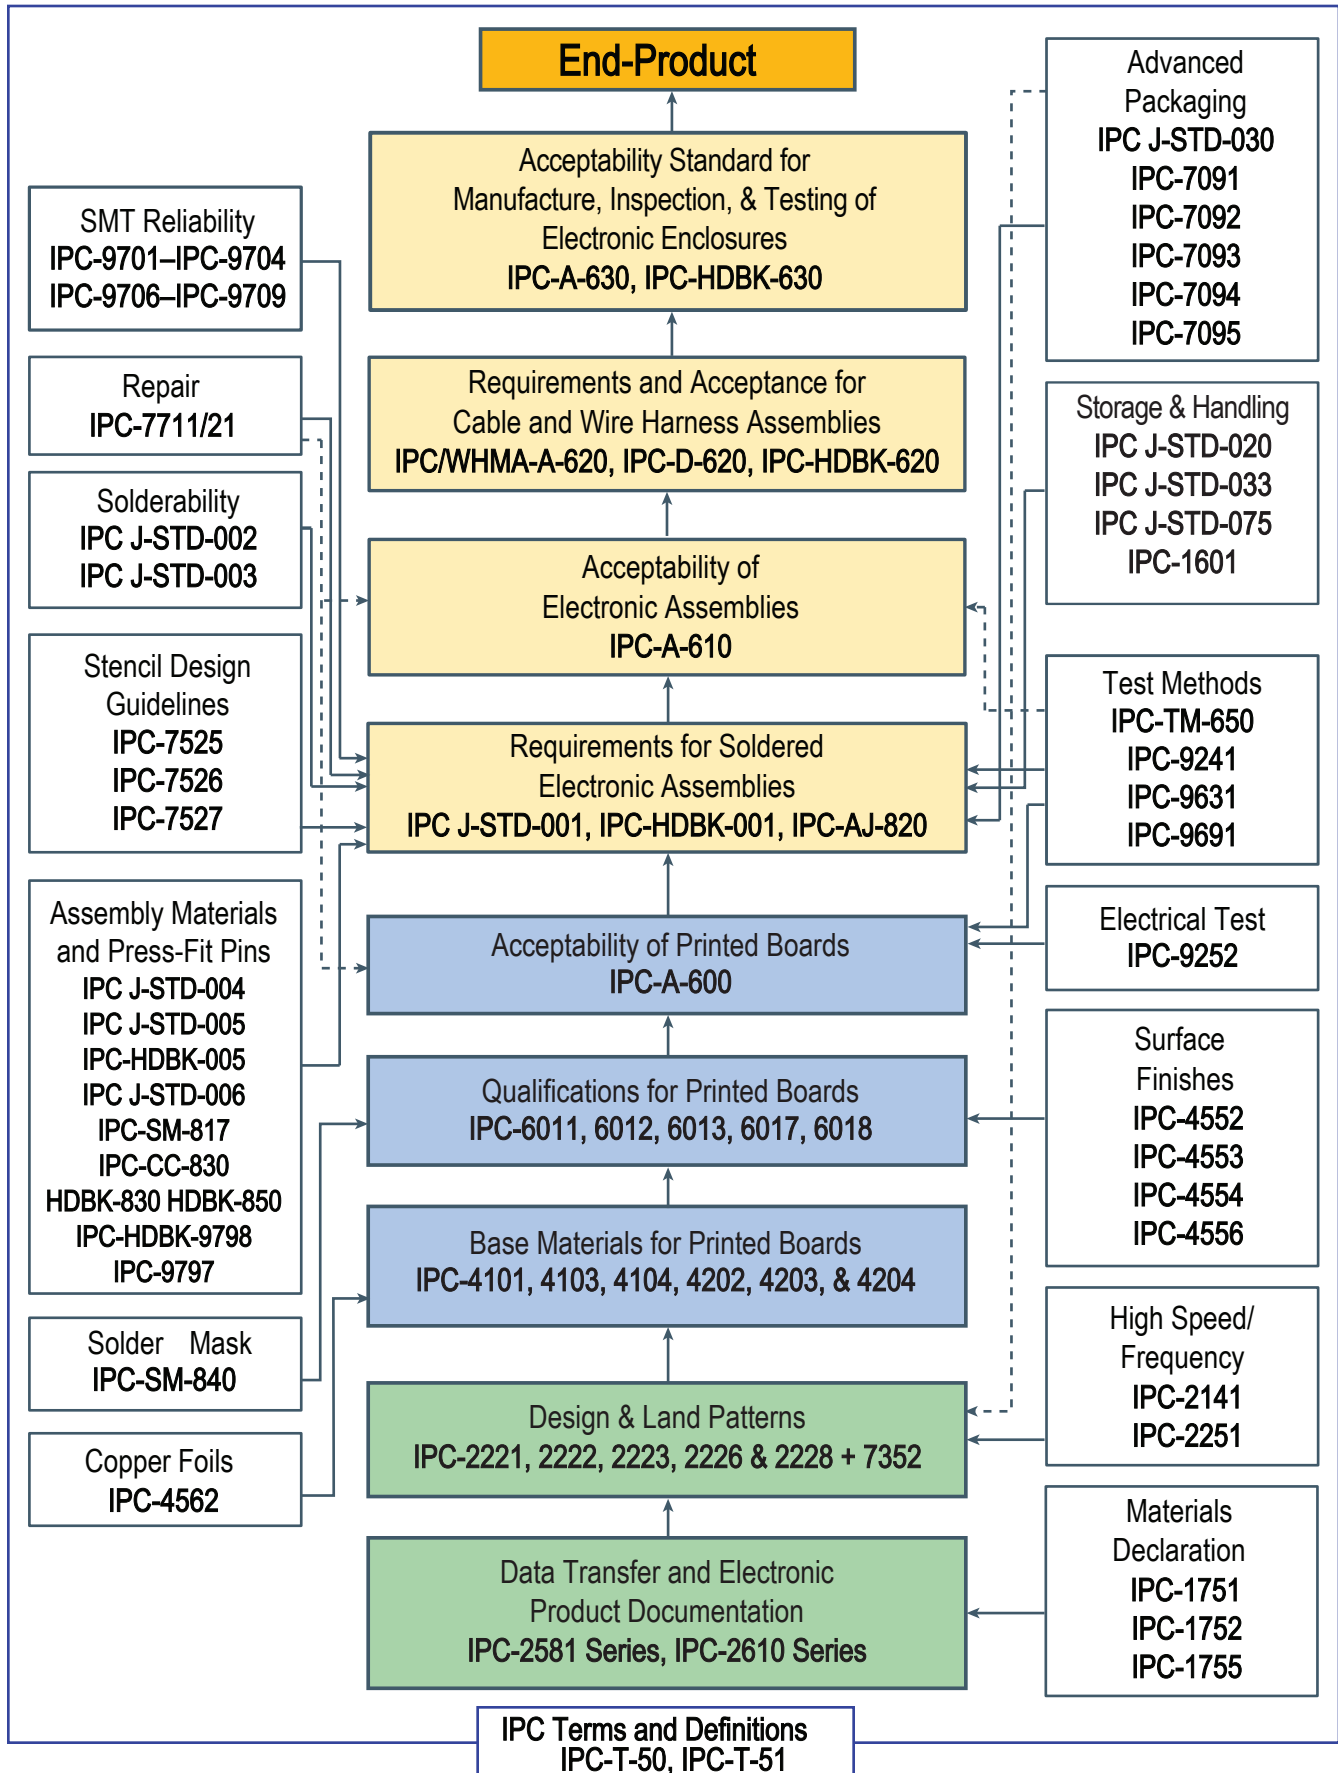 End-Product
Acceptability Standard for
Manufacture, Inspection, & Testing of
Electronic Enclosures
IPC-A-630, IPC-HDBK-630
Requirements and Acceptance for
Cable and Wire Harness Assemblies
IPC/WHMA-A-620, IPC-D-620, IPC-HDBK-620
Acceptability of
Electronic Assemblies
IPC-A-610
Requirements for Soldered
Electronic Assemblies
IPC J-STD-001, IPC-HDBK-001, IPC-AJ-820
Acceptability of Printed Boards
IPC-A-600
Qualifications for Printed Boards
IPC-6011, 6012, 6013, 6017, 6018
Base Materials for Printed Boards
IPC-4101, 4103, 4104, 4202, 4203, & 4204
Design & Land Patterns
IPC-2221, 2222, 2223, 2226 & 2228 + 7352
Data Transfer and Electronic
Product Documentation
IPC-2581 Series, IPC-2610 Series
SMT Reliability
IPC-9701–IPC-9704
IPC-9706–IPC-9709
Repair
IPC-7711/21
Solderability
IPC J-STD-002
IPC J-STD-003
Stencil Design
Guidelines
IPC-7525
IPC-7526
IPC-7527
Assembly Materials
and Press-Fit Pins
IPC J-STD-004
IPC J-STD-005
IPC-HDBK-005
IPC J-STD-006
IPC-SM-817
IPC-CC-830
HDBK-830 HDBK-850
IPC-HDBK-9798
IPC-9797
Solder Mask
IPC-SM-840
Copper Foils
IPC-4562
Advanced
Packaging
IPC J-STD-030
IPC-7091
IPC-7092
IPC-7093
IPC-7094
IPC-7095
Storage & Handling
IPC J-STD-020
IPC J-STD-033
IPC J-STD-075
IPC-1601
Test Methods
IPC-TM-650
IPC-9241
IPC-9631
IPC-9691
Electrical Test
IPC-9252
Surface
Finishes
IPC-4552
IPC-4553
IPC-4554
IPC-4556
High Speed/
Frequency
IPC-2141
IPC-2251
Materials
Declaration
IPC-1751
IPC-1752
IPC-1755
IPC Terms and Definitions
IPC-T-50, IPC-T-51